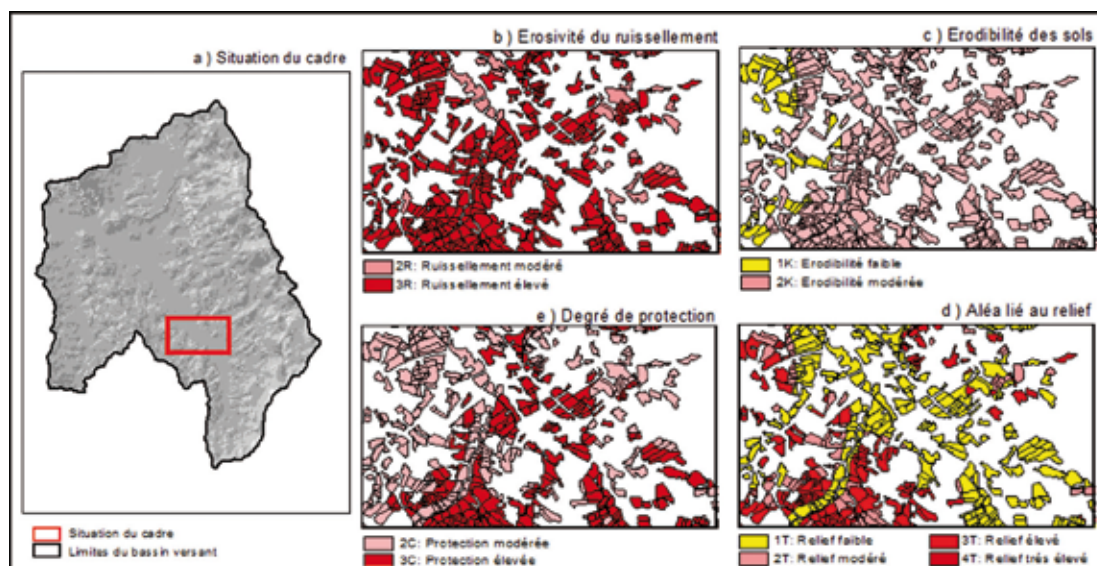 a ) Situation du cadre
Situation du cadre
Limites du bassin versant
b ) Erosivité du ruissellement
2R: Ruissellement modéré
3R: Ruissellement élevé
c ) Erodibilité des sols
1K: Erodibilité faible
2K: Erodibilité modérée
e ) Degré de protection
2C: Protection modérée
3C: Protection élevée
d ) Aléa lié au relief
1T: Relief faible
2T: Relief modéré
3T: Relief élevé
4T: Relief trés élevé